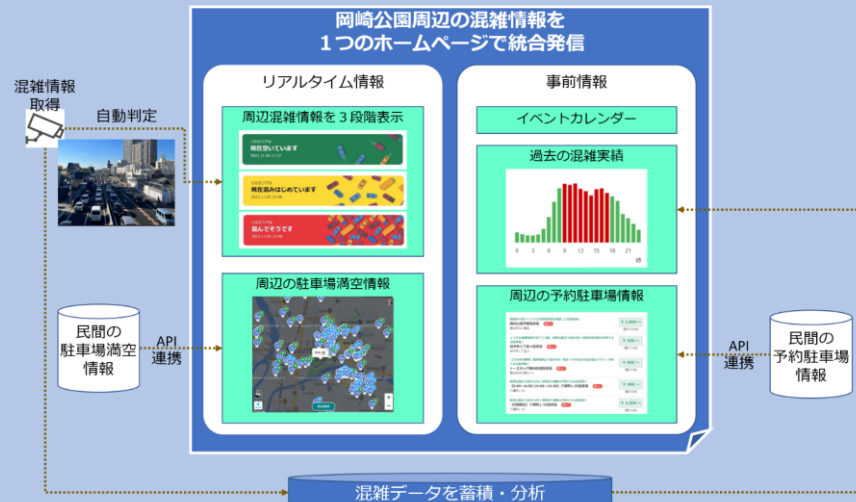 岡崎公園周辺の混雑情報を
１つのホームページで統合発信
混雑情報
取得
自動判定
リアルタイム情報
周辺混雑情報を３段階表示
現在空いています
現在混みはじめています
混んでそうです
周辺の駐車場満空情報
事前情報
イベントカレンダー
過去の混雑実績
0 3 6 9 12 15 18 21
時
周辺の予約駐車場情報
民間の
駐車場満空
情報
API
連携
API
連携
民間の
予約駐車場
情報
混雑データを蓄積・分析